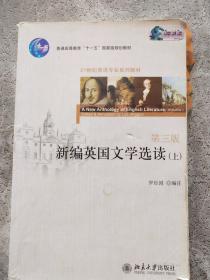 普通高等教育“十一五”国家级规划教材
21世纪英语专业系列教材
A New Anthology of English Literature
第三版
新编英国文学选读(上)
罗经国 ◎编注
北京大学出版社